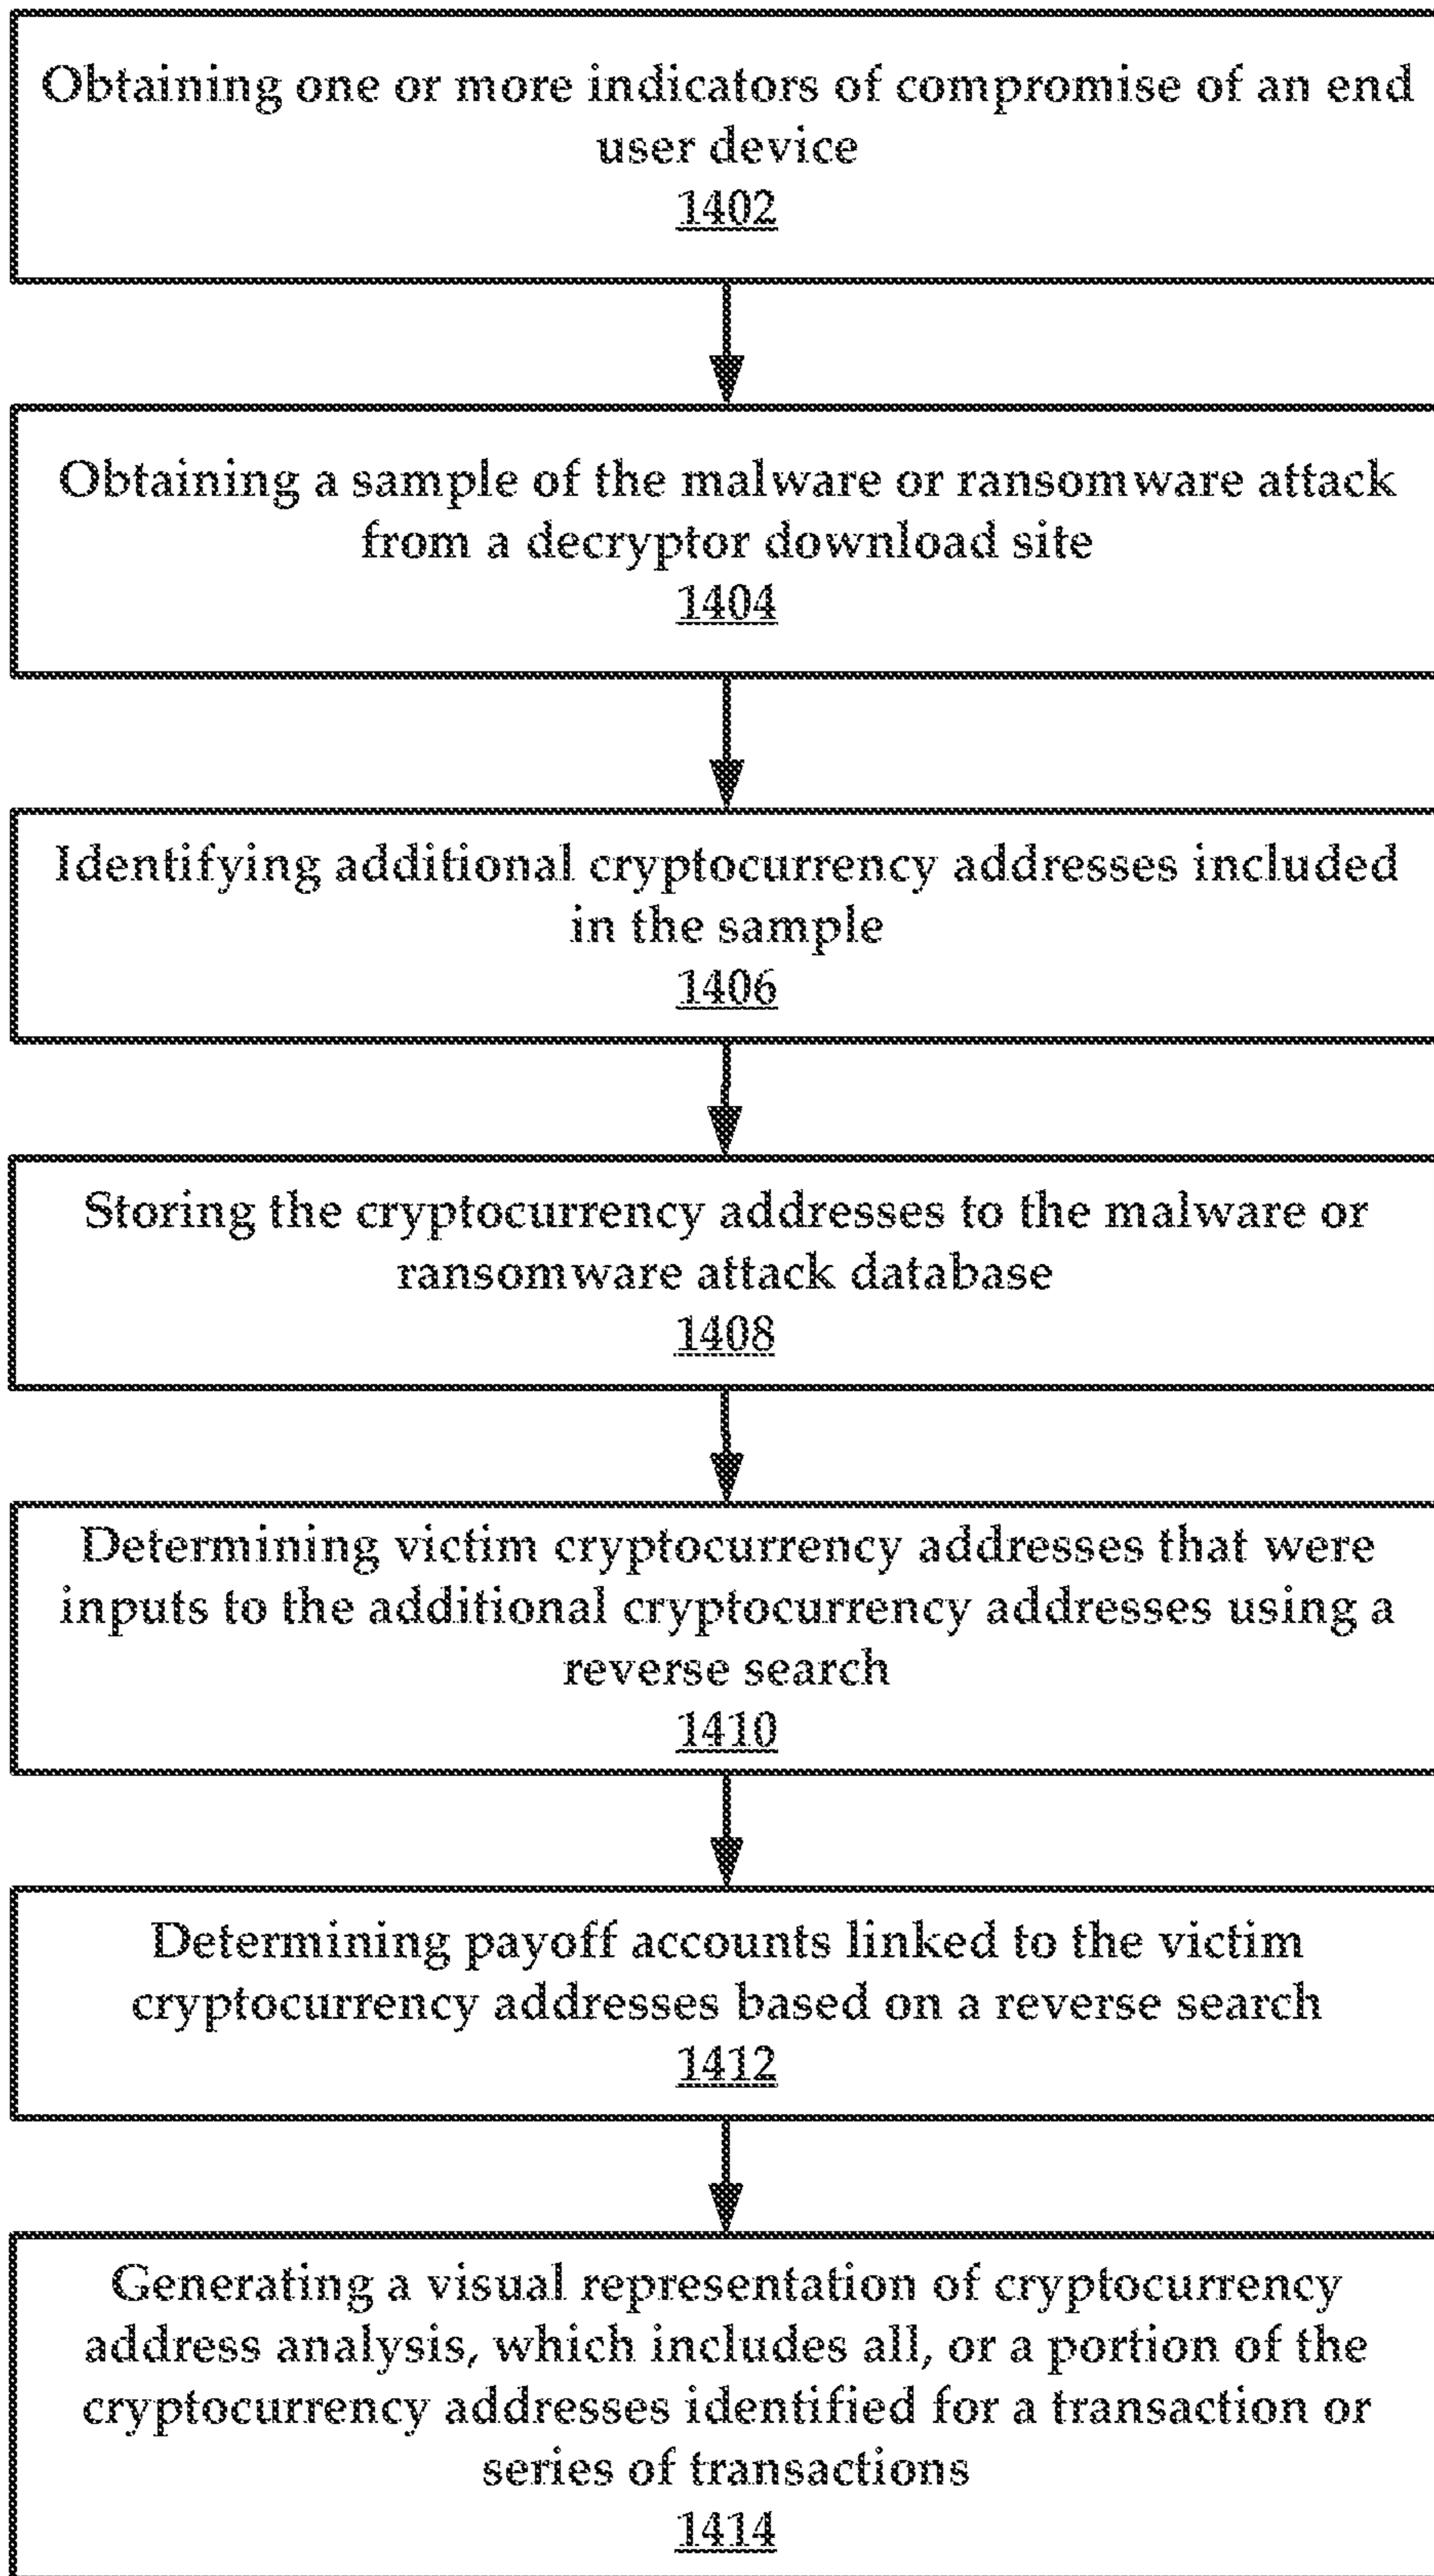 Obtaining one or more indicators of compromise of an end
user device
1402
Obtaining a sample of the malware or ransomware attack
from a decryptor download site
1404
Identifying additional cryptocurrency addresses included
in the sample
1406
Storing the cryptocurrency addresses to the malware or
ransomware attack database
1408
Determining victim cryptocurrency addresses that were
inputs to the additional cryptocurrency addresses using a
reverse search
1410
Determining payoff accounts linked to the victim
cryptocurrency addresses based on a reverse search
1412
Generating a visual representation of cryptocurrency
address analysis, which includes all, or a portion of the
cryptocurrency addresses identified for a transaction or
series of transactions
1414